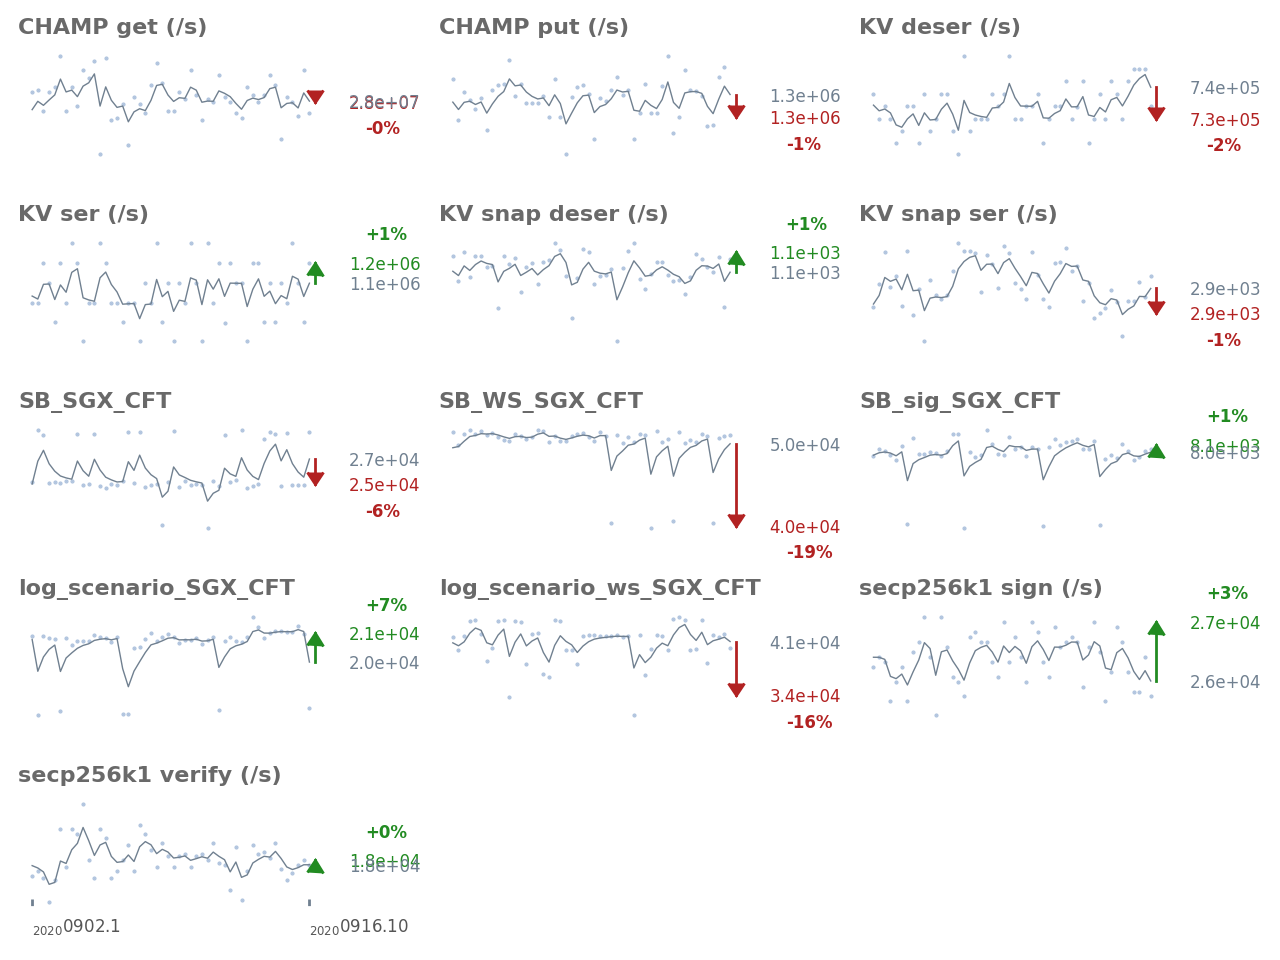 CHAMP get (/s)
2.8e+07
2.8e+07
-0%
CHAMP put (/s)
1.3e+06
1.3e+06
-1%
KV deser (/s)
7.4e+05
7.3e+05
-2%
KV ser (/s)
+1%
1.2e+06
1.1e+06
KV snap deser (/s)
+1%
1.1e+03
1.1e+03
KV snap ser (/s)
2.9e+03
2.9e+03
-1%
SB_SGX_CFT
2.7e+04
2.5e+04
-6%
SB_WS_SGX_CFT
5.0e+04
4.0e+04
-19%
SB_sig_SGX_CFT
+1%
8.1e+03
8.0e+03
log_scenario_SGX_CFT
+7%
2.1e+04
2.0e+04
log_scenario_ws_SGX_CFT
4.1e+04
3.4e+04
-16%
secp256k1 sign (/s)
+3%
2.7e+04
2.6e+04
secp256k1 verify (/s)
+0%
1.8e+04
1.8e+04
20200902.1
20200916.10